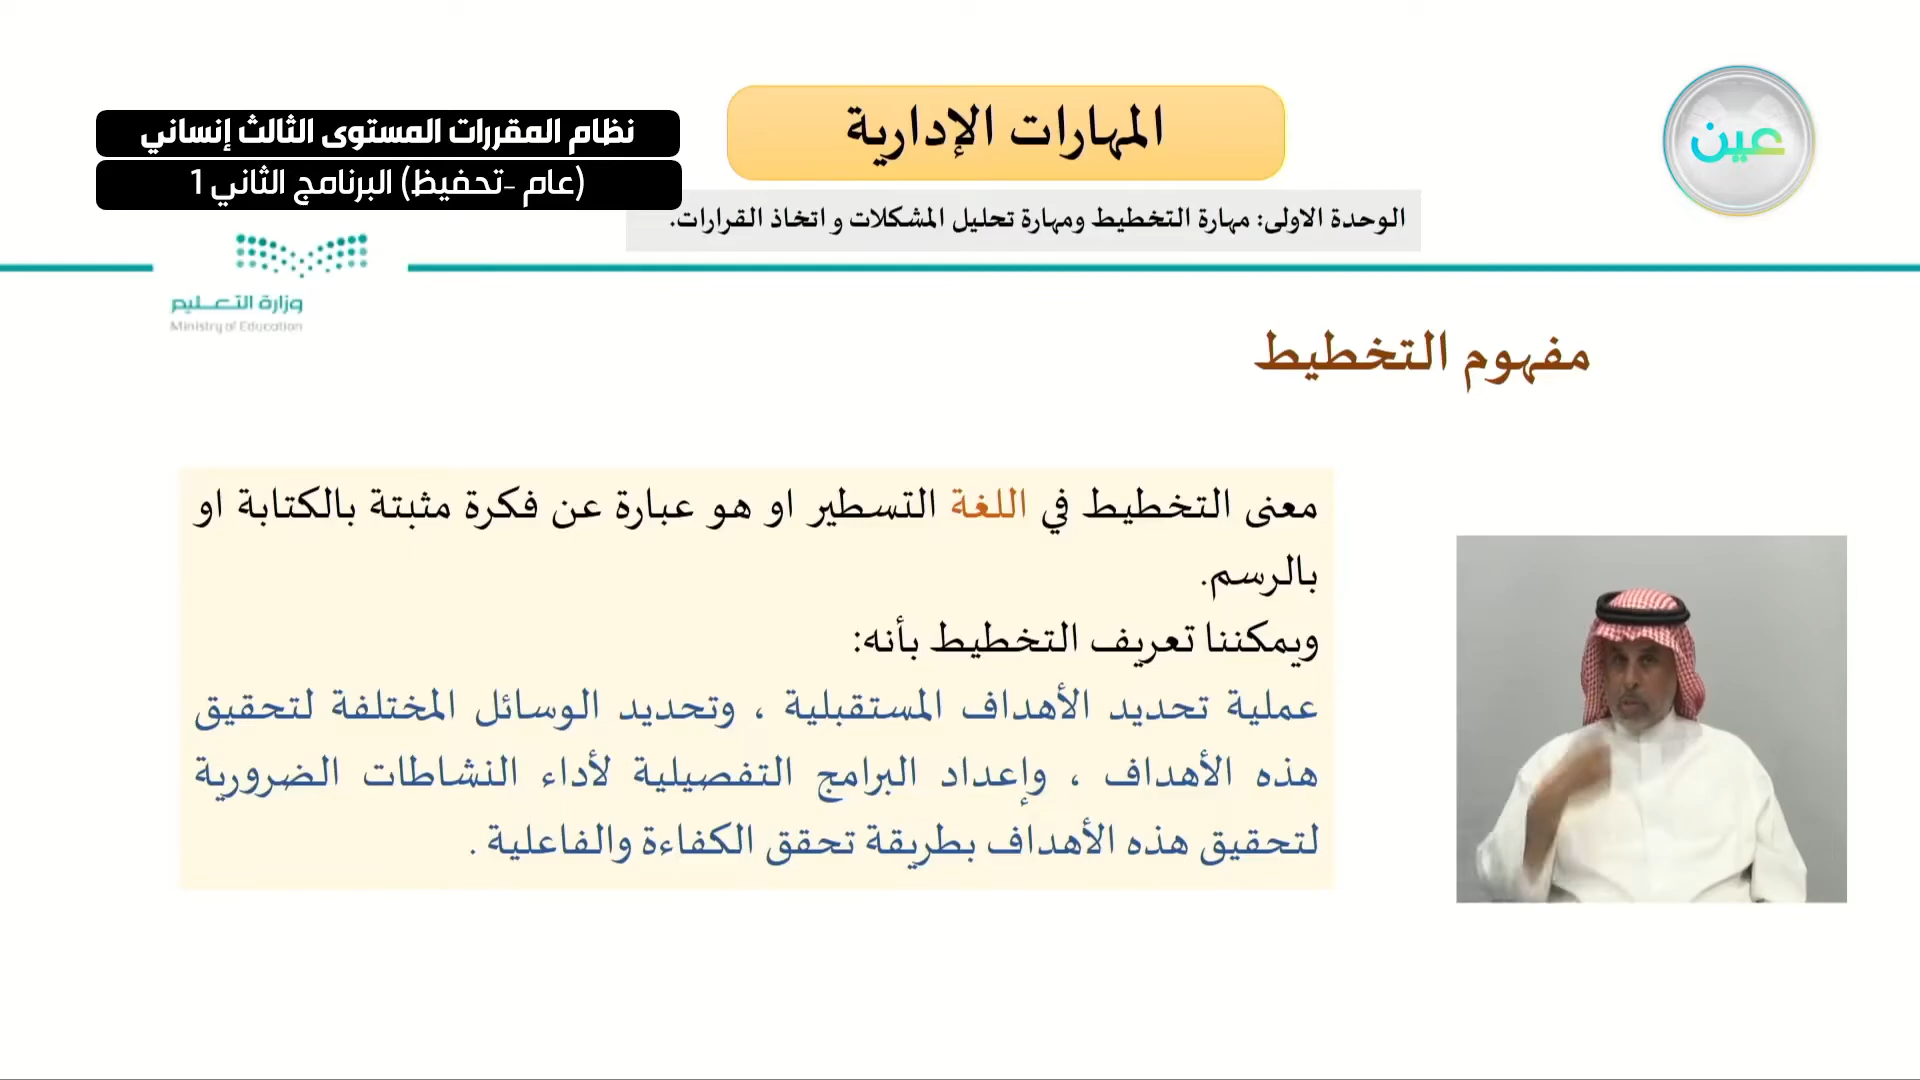 المهارات الإدارية
عين
نظام المقررات المستوى الثالث إنساني
(عام -تحفيظ) البرنامج الثاني 1
الوحدة الاولى: مهارة التخطيط ومهارة تحليل المشكلات و اتخاذ القرارات.
وزارة التعليم
Ministry of Education
مفهوم التخطيط
معنى التخطيط في اللغة التسطير او هو عبارة عن فكرة مثبتة بالكتابة او
بالرسم.
ويمكننا تعريف التخطيط بأنه:
عملية تحديد الأهداف المستقبلية ، وتحديد الوسائل المختلفة لتحقيق
هذه الأهداف ، وإعداد البرامج التفصيلية لأداء النشاطات الضرورية
لتحقيق هذه الأهداف بطريقة تحقق الكفاءة والفاعلية .